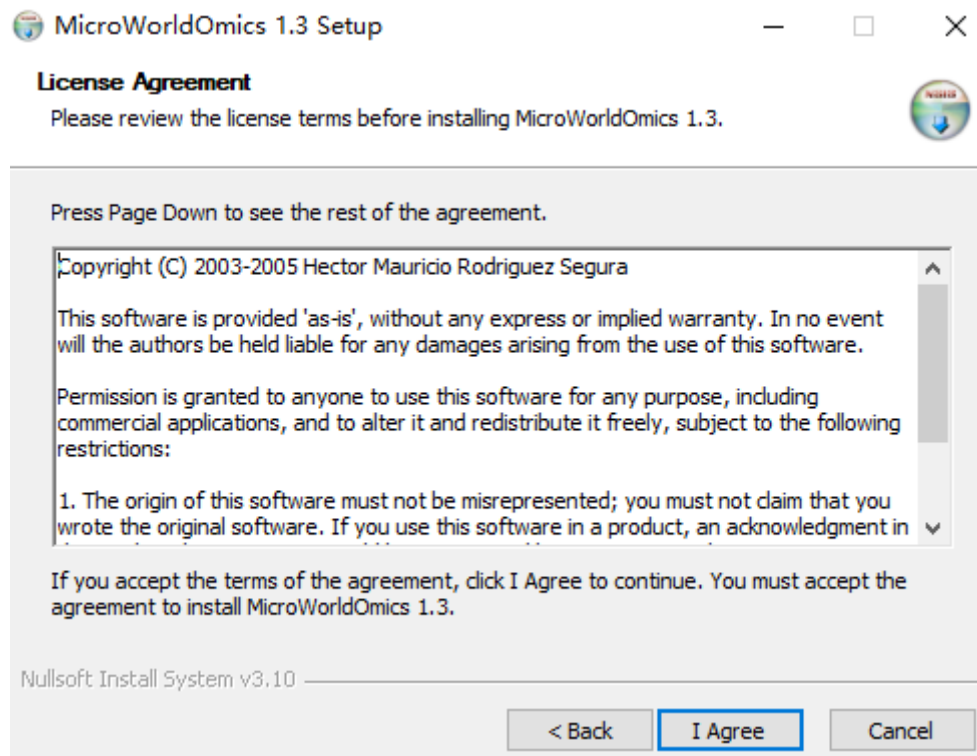 MicroWorldOmics 1.3 Setup
License Agreement
Please review the license terms before installing MicroWorldOmics 1.3.
Press Page Down to see the rest of the agreement.
Copyright (C) 2003-2005 Hector Mauricio Rodriguez Segura
This software is provided 'as-is', without any express or implied warranty. In no event
will the authors be held liable for any damages arising from the use of this software.
Permission is granted to anyone to use this software for any purpose, including
commercial applications, and to alter it and redistribute it freely, subject to the following
restrictions:
1. The origin of this software must not be misrepresented; you must not claim that you
wrote the original software. If you use this software in a product, an acknowledgment in
If you accept the terms of the agreement, click I Agree to continue. You must accept the
agreement to install MicroWorldOmics 1.3.
Nullsoft Install System v3.10
< Back
I Agree
Cancel